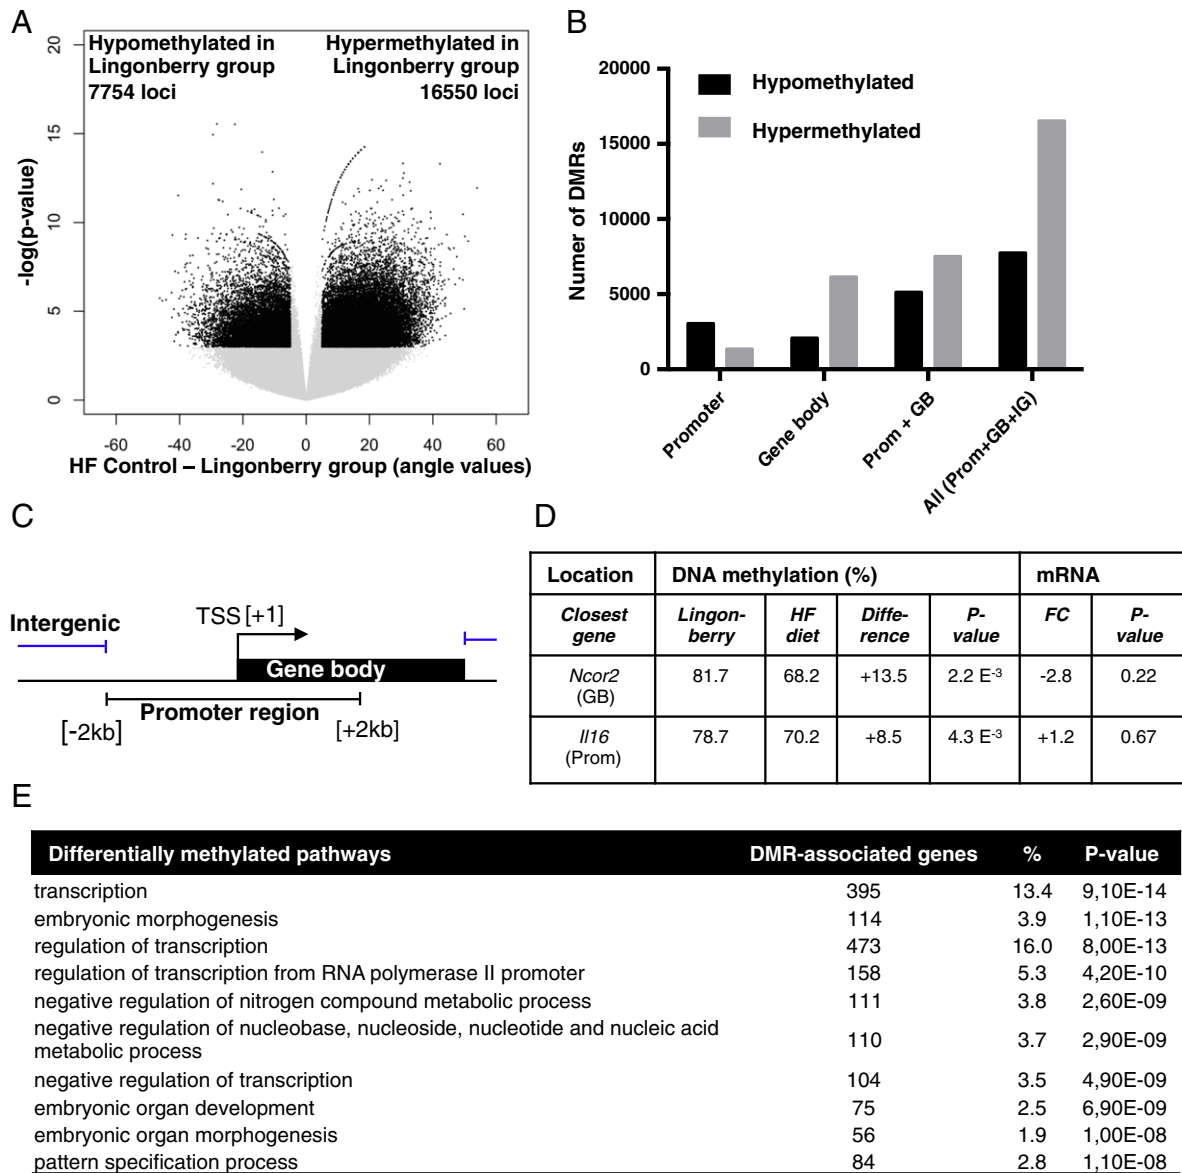 A
Hypomethylated in
Lingonberry group
7754 loci
Hypermethylated in
Lingonberry group
16550 loci
-log(p-value)
20
15
10
5
0
-60 -40 -20 0 20 40 60
HF Control – Lingonberry group (angle values)
B
Numer of DMRs
20000
15000
10000
5000
0
Hypomethylated
Hypermethylated
Promoter
Gene body
Prom + GB
All (Prom+GB+IG)
C
Intergenic
TSS [+1]
Gene body
Promoter region
[-2kb]
[+2kb]
D
Location DNA methylation (%) mRNA
Closest gene Lingon-berry HF diet Diffe-rence P-value FC P-value
Ncor2 (GB) 81.7 68.2 +13.5 2.2 E-3 -2.8 0.22
Il16 (Prom) 78.7 70.2 +8.5 4.3 E-3 +1.2 0.67
E
Differentially methylated pathways DMR-associated genes % P-value
transcription 395 13.4 9,10E-14
embryonic morphogenesis 114 3.9 1,10E-13
regulation of transcription 473 16.0 8,00E-13
regulation of transcription from RNA polymerase II promoter 158 5.3 4,20E-10
negative regulation of nitrogen compound metabolic process 111 3.8 2,60E-09
negative regulation of nucleobase, nucleoside, nucleotide and nucleic acid
metabolic process 110 3.7 2,90E-09
negative regulation of transcription 104 3.5 4,90E-09
embryonic organ development 75 2.5 6,90E-09
embryonic organ morphogenesis 56 1.9 1,00E-08
pattern specification process 84 2.8 1,10E-08